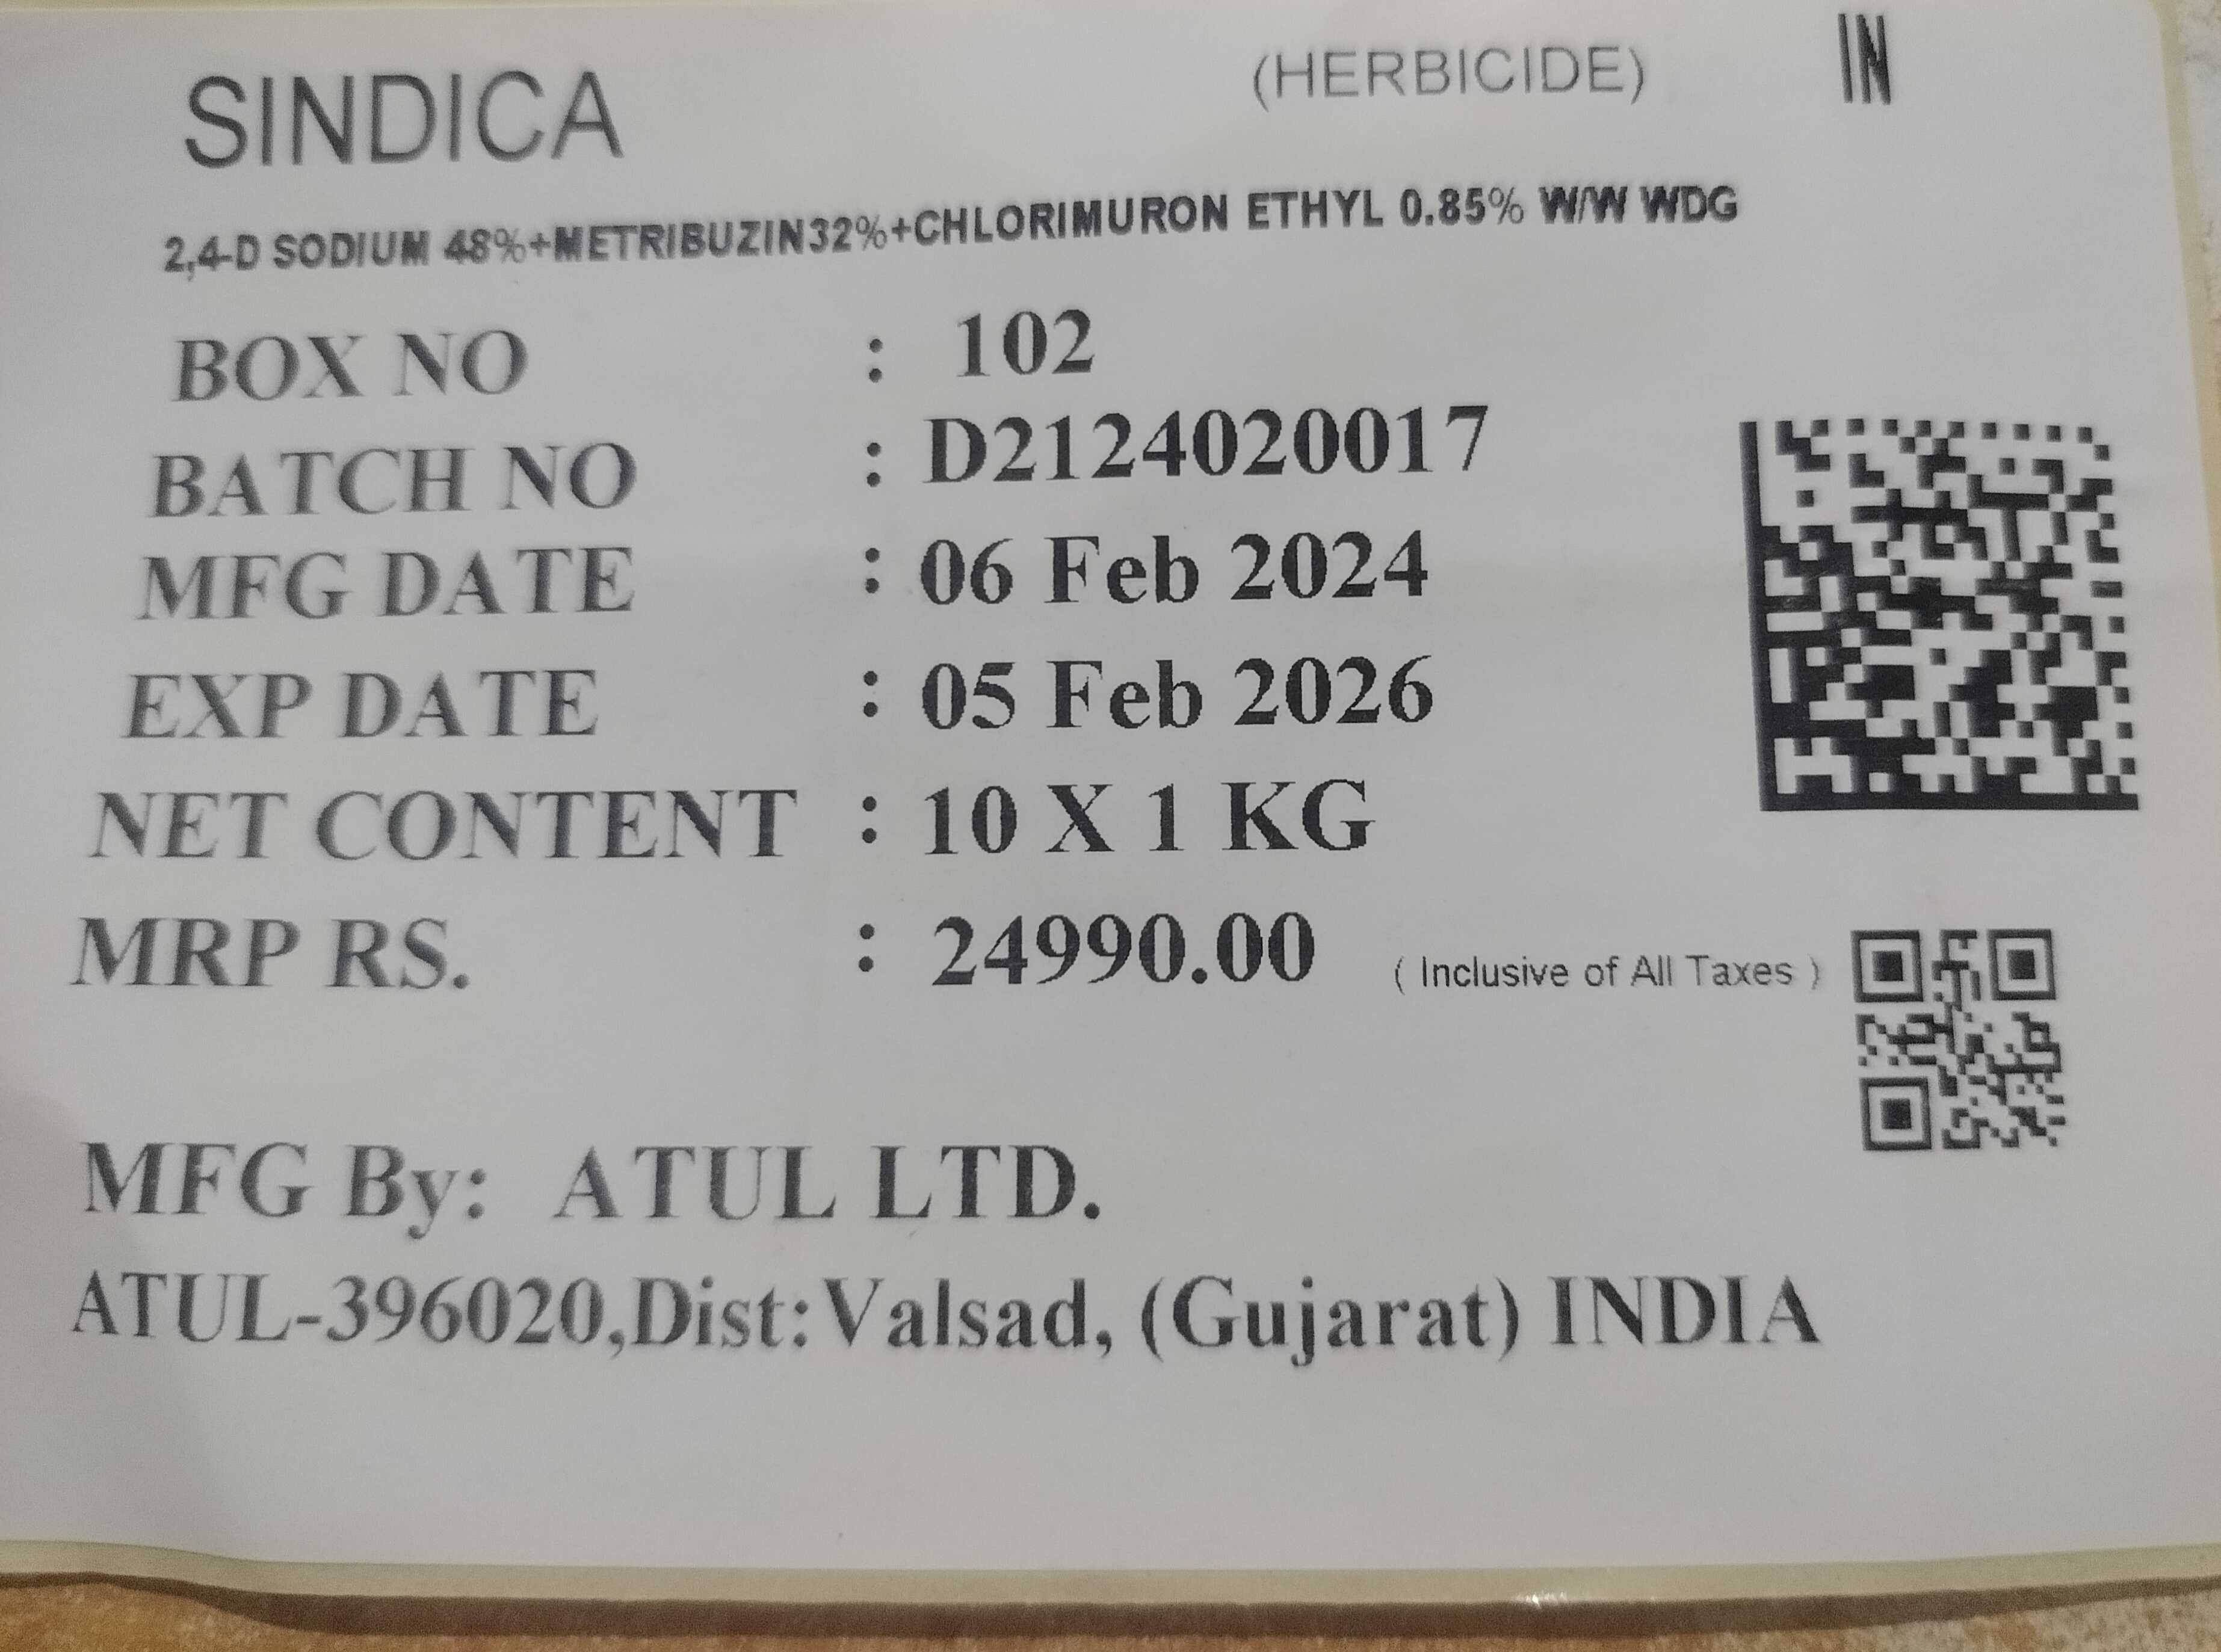 SINDICA (HERBICIDE) IN
2,4-D SODIUM 48%+METRIBUZIN32%+CHLORIMURON ETHYL 0.85% W/W WDG
BOX NO : 102
BATCH NO : D2124020017
MFG DATE : 06 Feb 2024
EXP DATE : 05 Feb 2026
NET CONTENT : 10 X 1 KG
MRP RS. : 24990.00 ( Inclusive of All Taxes )
MFG By: ATUL LTD.
ATUL-396020,Dist:Valsad, (Gujarat) INDIA